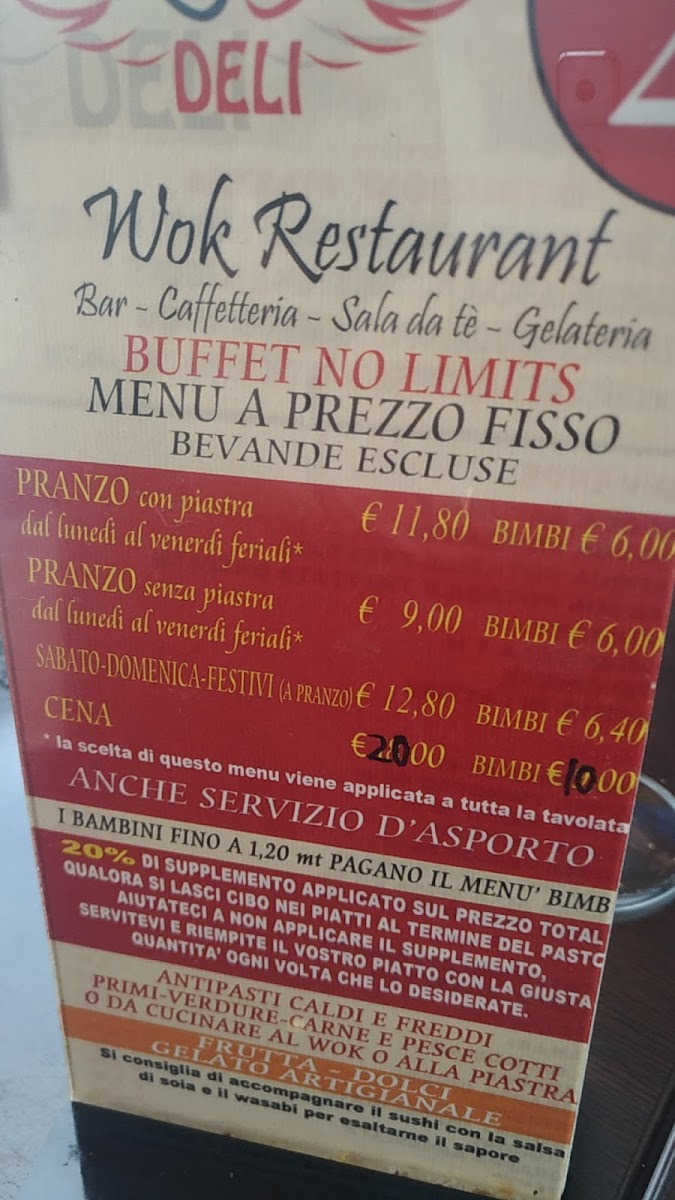 DELI
Wok Restaurant
Bar - Caffetteria - Sala da tè - Gelateria
BUFFET NO LIMITS
MENU A PREZZO FISSO
BEVANDE ESCLUSE
PRANZO con piastra € 11,80 BIMBI € 6,00
dal lunedì al venerdì feriali*
PRANZO senza piastra € 9,00 BIMBI € 6,00
dal lunedì al venerdì feriali*
SABATO-DOMENICA-FESTIVI (A PRANZO) € 12,80 BIMBI € 6,40
CENA €2000 BIMBI €1000
* la scelta di questo menu viene applicata a tutta la tavolata
ANCHE SERVIZIO D'ASPORTO
I BAMBINI FINO A 1,20 mt PAGANO IL MENU' BIMB
20% DI SUPPLEMENTO APPLICATO SUL PREZZO TOTAL
QUALORA SI LASCI CIBO NEI PIATTI AL TERMINE DEL PASTO
AIUTATECI A NON APPLICARE IL SUPPLEMENTO,
SERVITEVI E RIEMPITE IL VOSTRO PIATTO CON LA GIUSTA
QUANTITA' OGNI VOLTA CHE LO DESIDERATE.
ANTIPASTI CALDI E FREDDI
PRIMI-VERDURE-CARNE E PESCE COTTI
O DA CUCINARE AL WOK O ALLA PIASTRA
FRUTTA - DOLCI
GELATO ARTIGIANALE
Si consiglia di accompagnare il sushi con la salsa
di soia e il wasabi per esaltarne il sapore